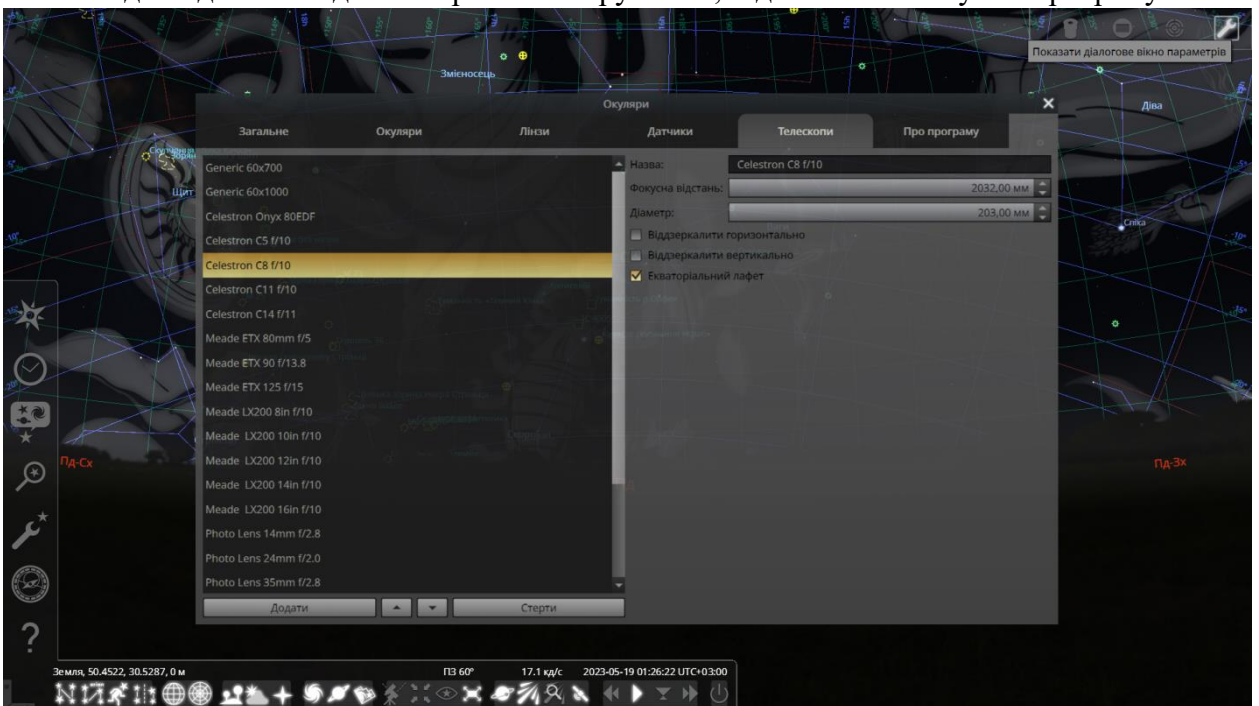 Показати діалогове вікно параметрів
Змієносець
Діва
Окуляри
Загальне Окуляри Лінзи Датчики Телескопи Про програму
Generic 60x700
Generic 60x1000
Celestron Onyx 80EDF
Celestron C5 f/10
Celestron C8 f/10
Celestron C11 f/10
Celestron C14 f/11
Meade ETX 80mm f/5
Meade ETX 90 f/13.8
Meade ETX 125 f/15
Meade LX200 8in f/10
Meade LX200 10in f/10
Meade LX200 12in f/10
Meade LX200 14in f/10
Meade LX200 16in f/10
Photo Lens 14mm f/2.8
Photo Lens 24mm f/2.0
Photo Lens 35mm f/2.8
Додати Стерти
Назва: Celestron C8 f/10
Фокусна відстань: 2032,00 мм
Діаметр: 203,00 мм
Віддзеркалити горизонтально
Віддзеркалити вертикально
Екваторіальний лафет
Щит
Спіка
Пд-Сх
Пд-Зх
Земля, 50.4522, 30.5287, 0 м ПЗ 60° 17.1 кд/с 2023-05-19 01:26:22 UTC+03:00